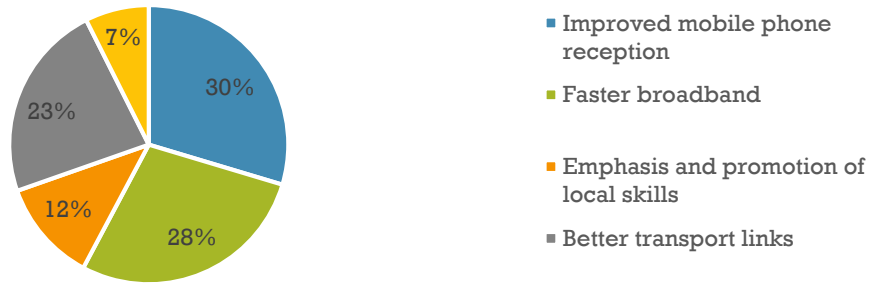 7%
30%
23%
12%
28%
Improved mobile phone
reception
Faster broadband
Emphasis and promotion of
local skills
Better transport links